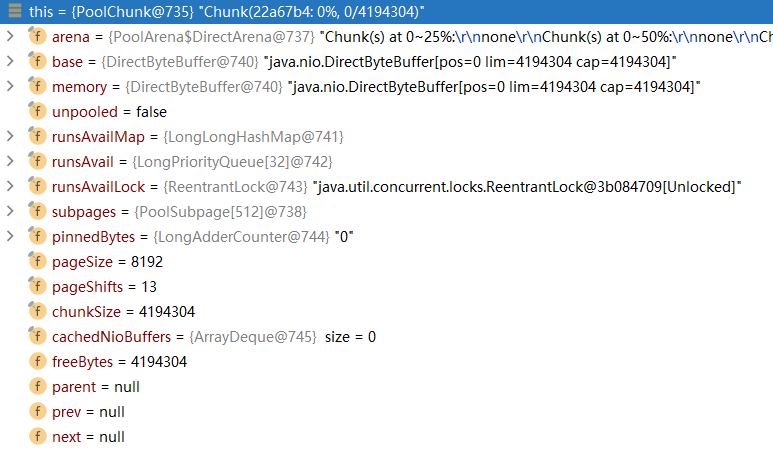 this = {PoolChunk@735} "Chunk(22a67b4: 0%, 0/4194304)"
f arena = {PoolArena$DirectArena@737} "Chunk(s) at 0~25%:\r\nnone\r\nChunk(s) at 0~50%:\r\nnone\r\nCh
f base = {DirectByteBuffer@740} "java.nio.DirectByteBuffer[pos=0 lim=4194304 cap=4194304]"
f memory = {DirectByteBuffer@740} "java.nio.DirectByteBuffer[pos=0 lim=4194304 cap=4194304]"
f unpooled = false
f runsAvailMap = {LongLongHashMap@741}
f runsAvail = {LongPriorityQueue[32]@742}
f runsAvailLock = {ReentrantLock@743} "java.util.concurrent.locks.ReentrantLock@3b084709[Unlocked]"
f subpages = {PoolSubpage[512]@738}
f pinnedBytes = {LongAdderCounter@744} "0"
f pageSize = 8192
f pageShifts = 13
f chunkSize = 4194304
f cachedNioBuffers = {ArrayDeque@745} size = 0
f freeBytes = 4194304
f parent = null
f prev = null
f next = null